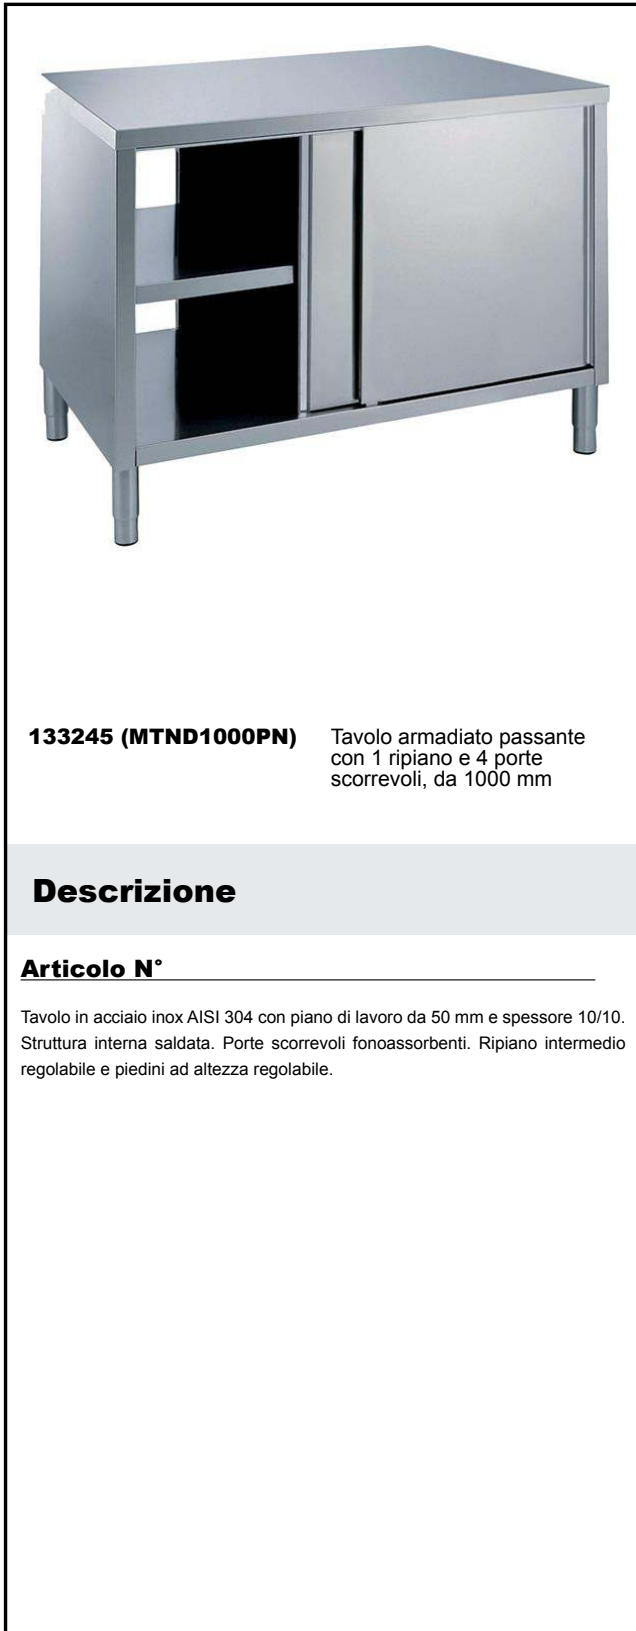 133245 (MTND1000PN)
Tavolo armadiato passante
con 1 ripiano e 4 porte
scorrevoli, da 1000 mm
Descrizione
Articolo N°
Tavolo in acciaio inox AISI 304 con piano di lavoro da 50 mm e spessore 10/10.
Struttura interna saldata. Porte scorrevoli fonoassorbenti. Ripiano intermedio
regolabile e piedini ad altezza regolabile.